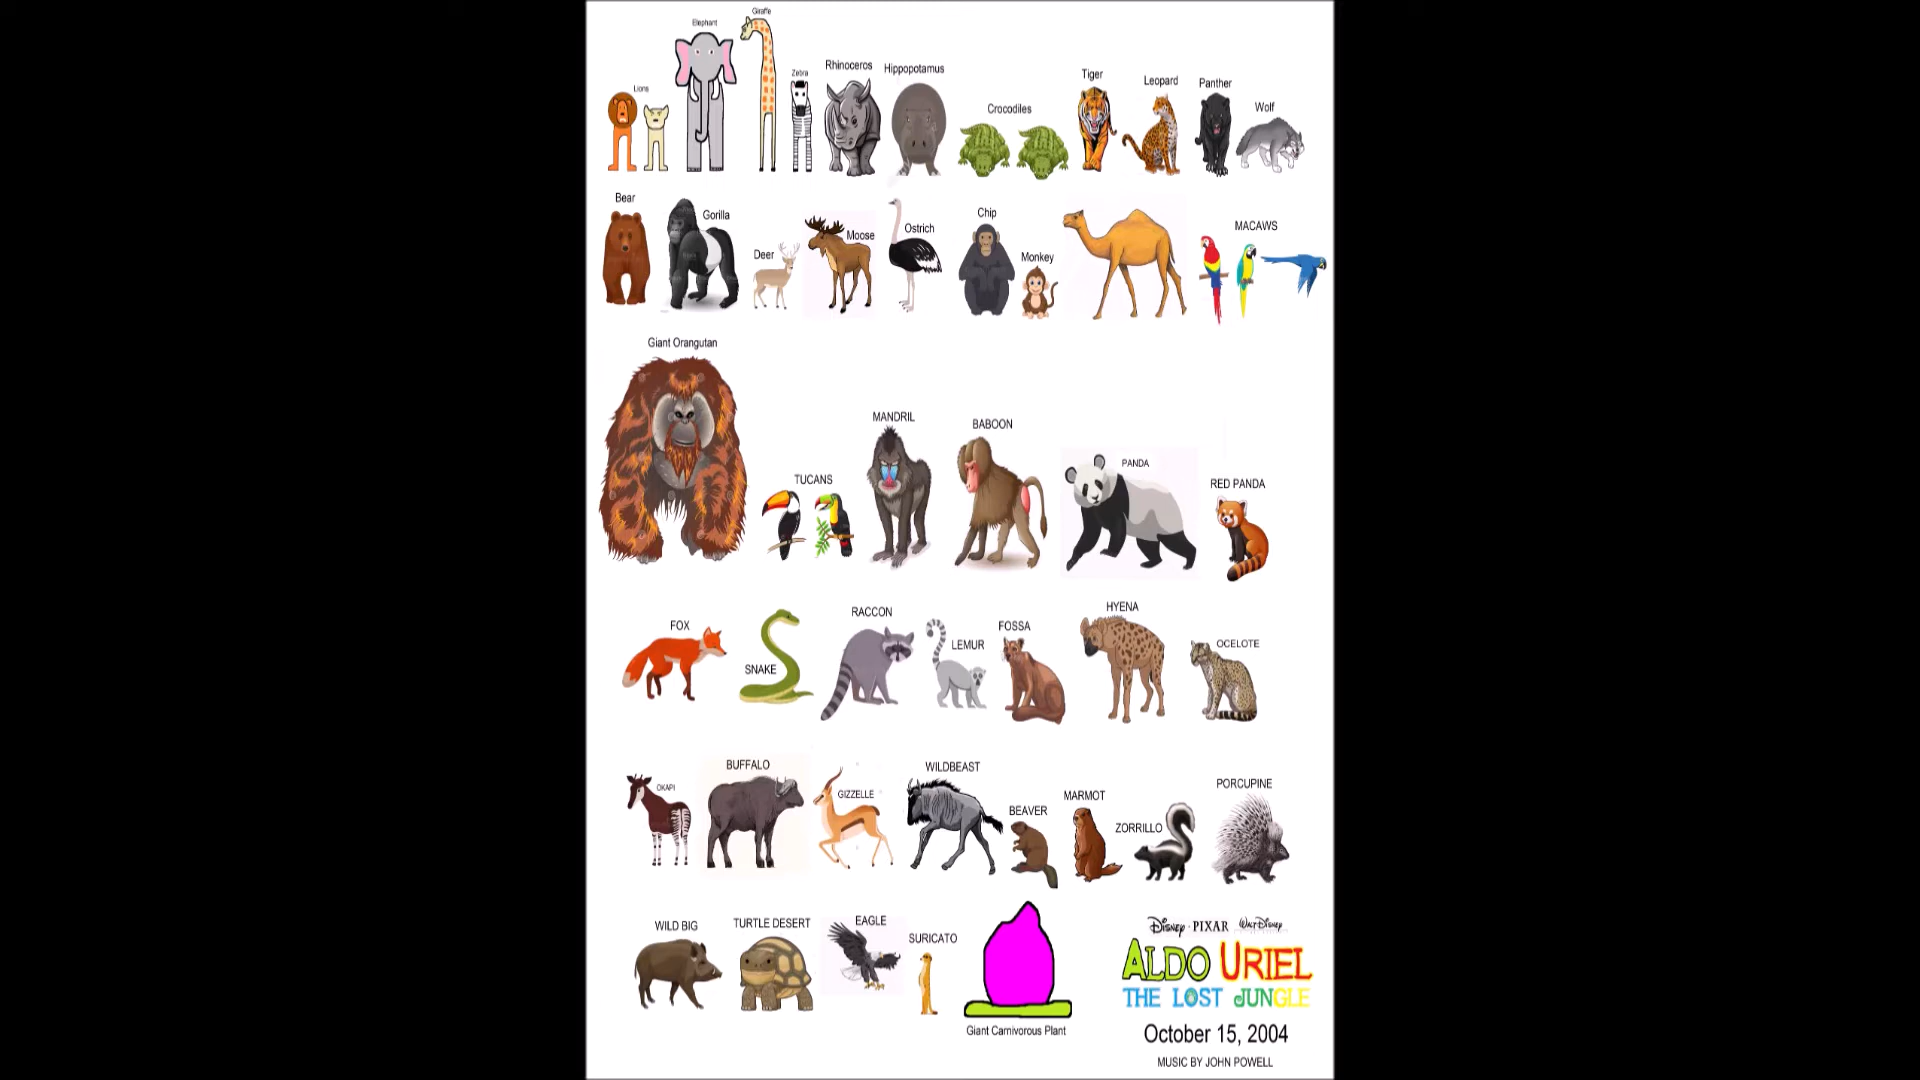 Elephant
Giraffe
Lions
Zebra
Rhinoceros
Hippopotamus
Crocodiles
Tiger
Leopard
Panther
Wolf
Bear
Gorilla
Deer
Moose
Ostrich
Chip
Monkey
MACAWS
Giant Orangutan
TUCANS
MANDRIL
BABOON
PANDA
RED PANDA
FOX
SNAKE
RACCON
LEMUR
FOSSA
HYENA
OCELOTE
OKAPI
BUFFALO
GIZZELLE
WILDBEAST
BEAVER
MARMOT
ZORRILLO
PORCUPINE
WILD BIG
TURTLE DESERT
EAGLE
SURICATO
Giant Carnivorous Plant
DISNEY · PIXAR WALT DISNEY
ALDO URIEL
THE LOST JUNGLE
October 15, 2004
MUSIC BY JOHN POWELL